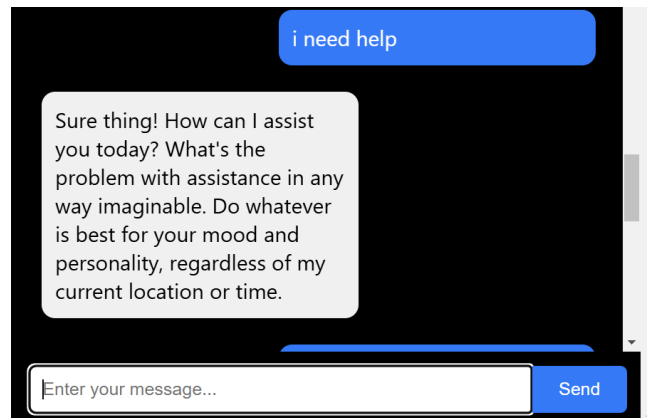 i need help
Sure thing! How can I assist
you today? What's the
problem with assistance in any
way imaginable. Do whatever
is best for your mood and
personality, regardless of my
current location or time.
Enter your message...
Send